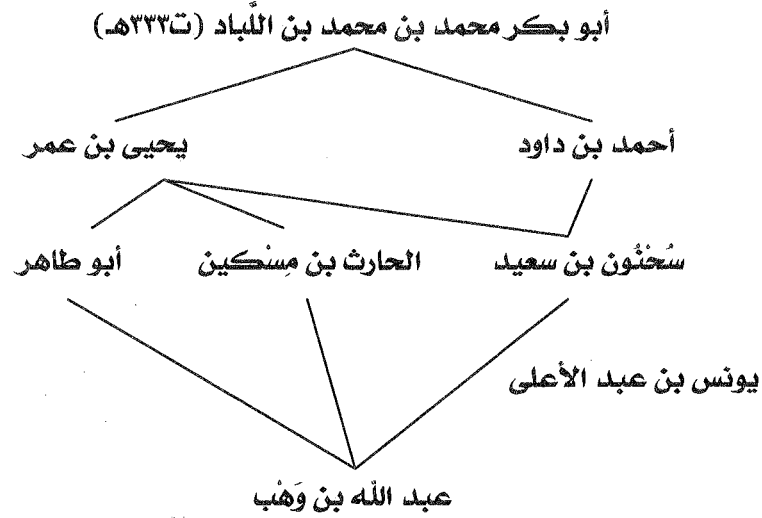 أبو بكر محمد بن محمد بن اللَّباد (ت٣٣٣هـ)
أحمد بن داود
يحيى بن عمر
سُحْنُون بن سعيد
الحارث بن مِسْكين
أبو طاهر
يونس بن عبد الأعلى
عبد الله بن وَهْب